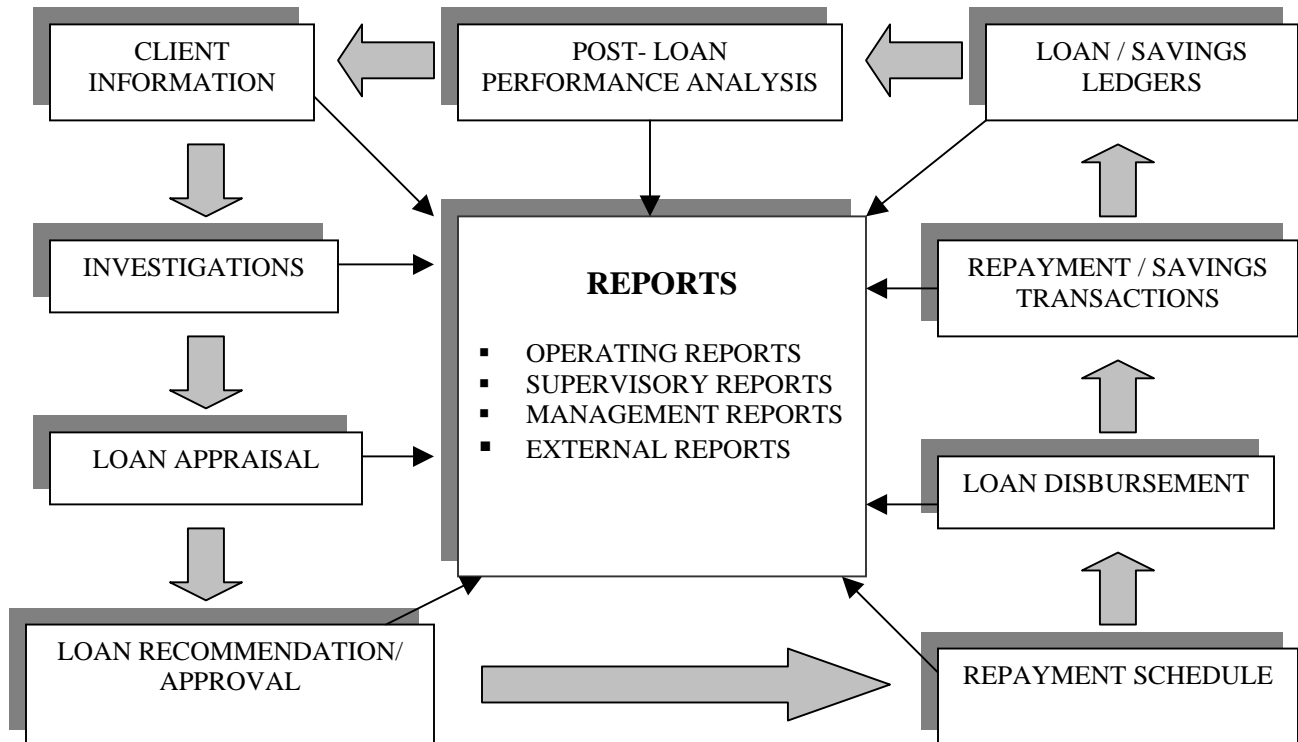 CLIENT
INFORMATION
POST- LOAN
PERFORMANCE ANALYSIS
LOAN / SAVINGS
LEDGERS
INVESTIGATIONS
REPORTS
▪ OPERATING REPORTS
▪ SUPERVISORY REPORTS
▪ MANAGEMENT REPORTS
▪ EXTERNAL REPORTS
REPAYMENT / SAVINGS
TRANSACTIONS
LOAN APPRAISAL
LOAN DISBURSEMENT
LOAN RECOMMENDATION/
APPROVAL
REPAYMENT SCHEDULE